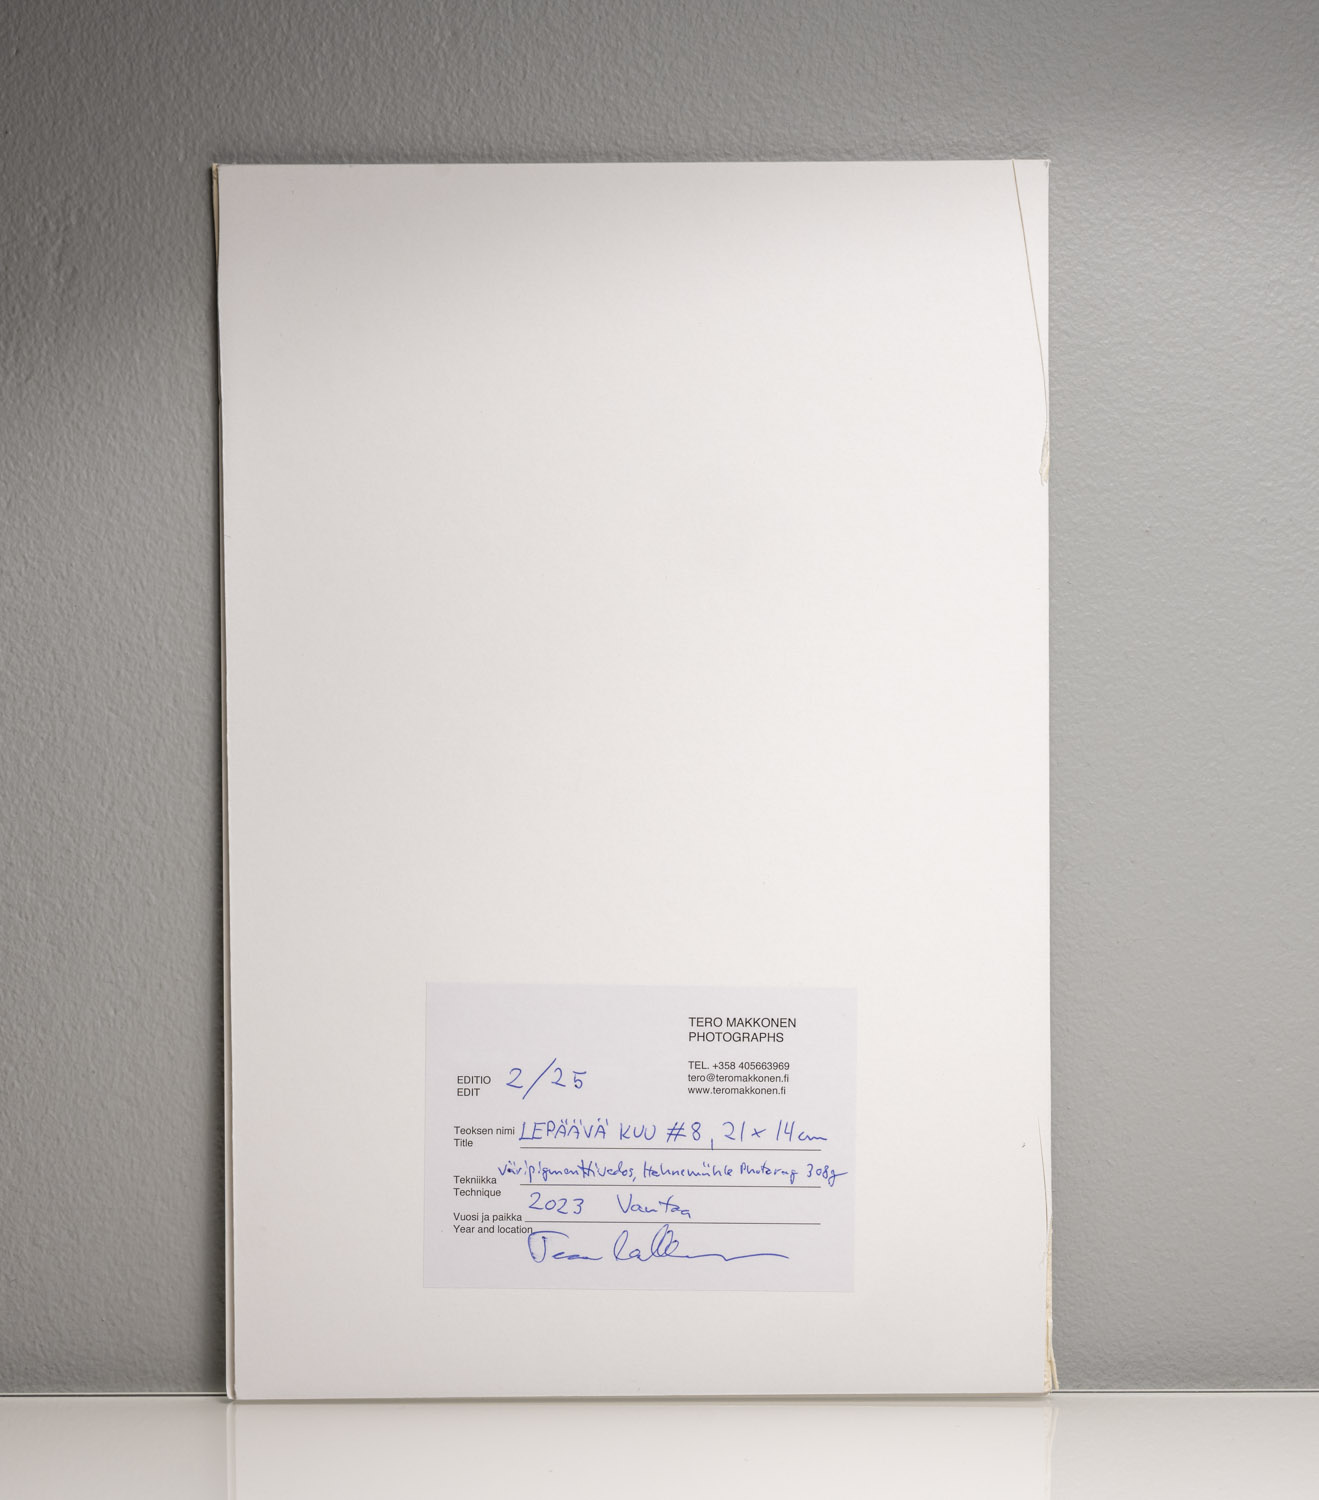 TERO MAKKONEN
PHOTOGRAPHS
TEL. +358 405663969
tero@teromakkonen.fi
www.teromakkonen.fi
EDITIO 2/25
EDIT
Teoksen nimi LEPÄÄVÄ KUU #8, 21 x 14 cm
Title
Tekniikka väripigmenttivedos, Hahnemühle Photorag 308g
Technique
Vuosi ja paikka 2023 Vantaa
Year and location